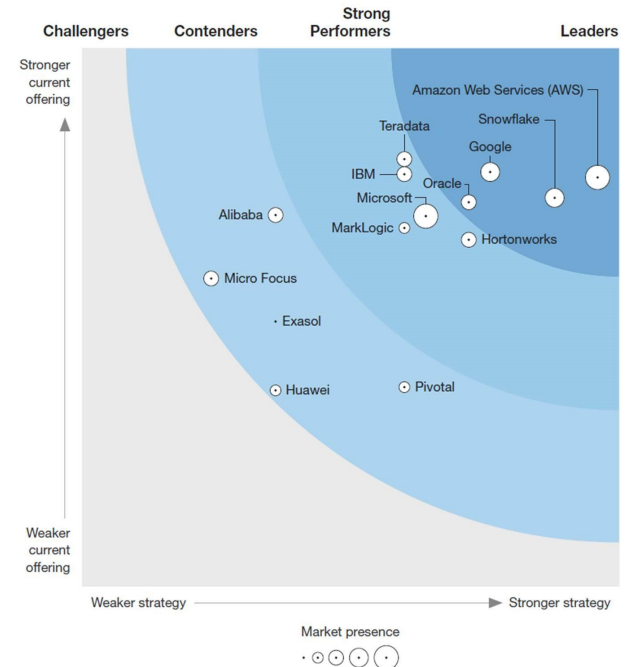 Challengers
Contenders
Strong
Performers
Leaders
Stronger
current
offering
Amazon Web Services (AWS)
Snowflake
Teradata
Google
IBM
Oracle
Microsoft
Alibaba
MarkLogic
Hortonworks
Micro Focus
Exasol
Huawei
Pivotal
Weaker
current
offering
Weaker strategy
Stronger strategy
Market presence